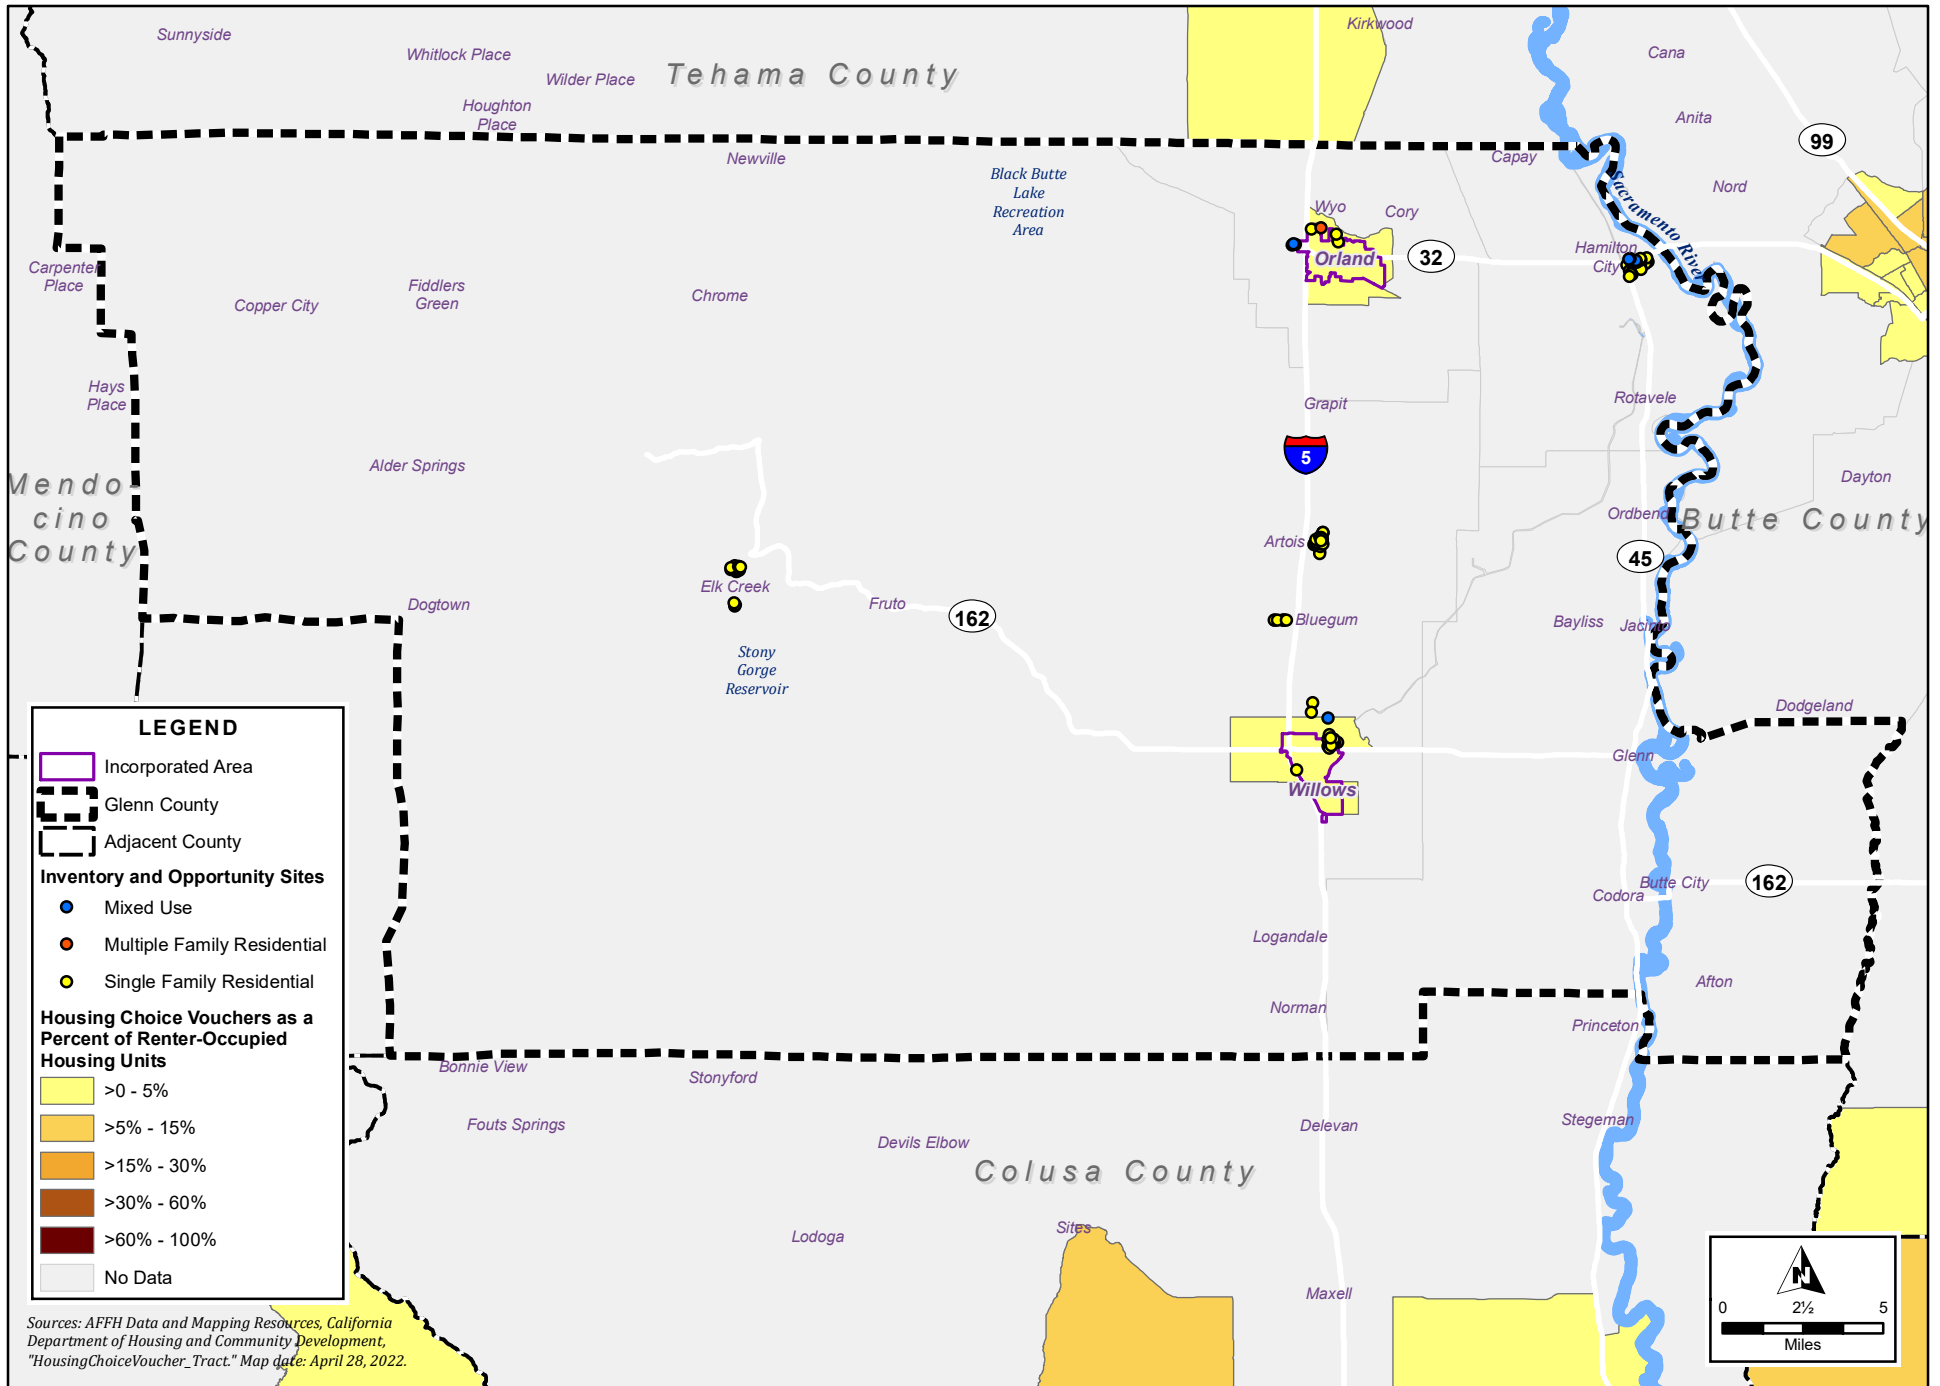 Sunnyside
Whitlock Place
Wilder Place
Houghton
Place
Tehama County
Kirkwood
Cana
Anita
99
Newville
Capay
Nord
Black Butte
Lake
Recreation
Area
Wyo
Cory
Sacramento River
Orland
32
Hamilton
City
Carpenter
Place
Copper City
Fiddlers
Green
Chrome
Hays
Place
Grapit
Rotavele
5
Alder Springs
Mendo-
cino
County
Dayton
Ordbend
Butte County
Artois
45
Elk Creek
Dogtown
Fruto
162
Bluegum
Bayliss
Jacinto
Stony
Gorge
Reservoir
Dodgeland
Glenn
Willows
Butte City
162
Codora
Logandale
Afton
Norman
Princeton
Bonnie View
Stonyford
Fouts Springs
Devils Elbow
Delevan
Stegeman
Colusa County
Lodoga
Sites
Maxell
LEGEND
Incorporated Area
Glenn County
Adjacent County
Inventory and Opportunity Sites
Mixed Use
Multiple Family Residential
Single Family Residential
Housing Choice Vouchers as a
Percent of Renter-Occupied
Housing Units
>0 - 5%
>5% - 15%
>15% - 30%
>30% - 60%
>60% - 100%
No Data
Sources: AFFH Data and Mapping Resources, California
Department of Housing and Community Development,
"HousingChoiceVoucher_Tract." Map date: April 28, 2022.
N
0 2½ 5
Miles